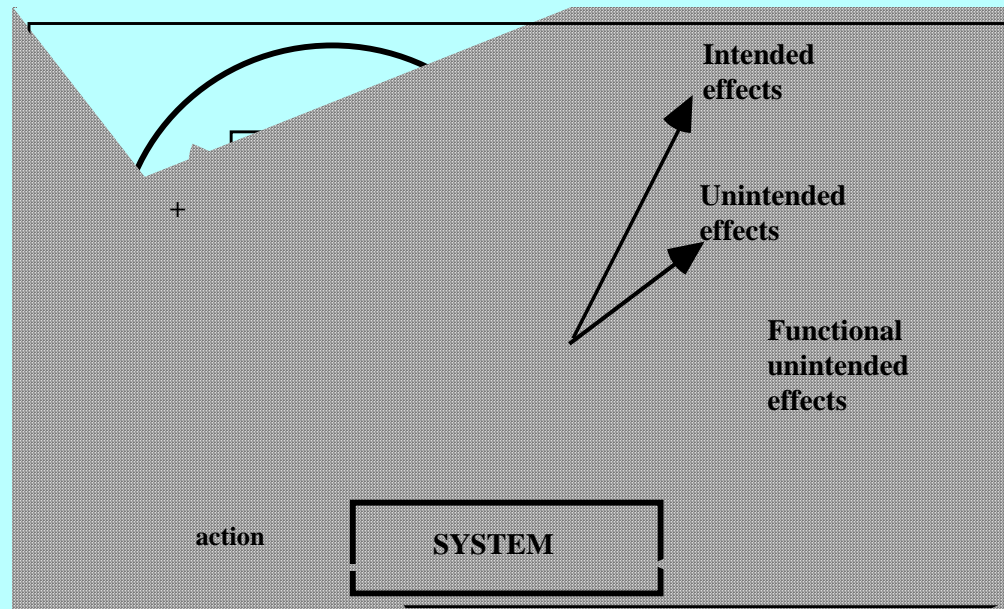 Intended
effects
Unintended
effects
+
Functional
unintended
effects
action
SYSTEM